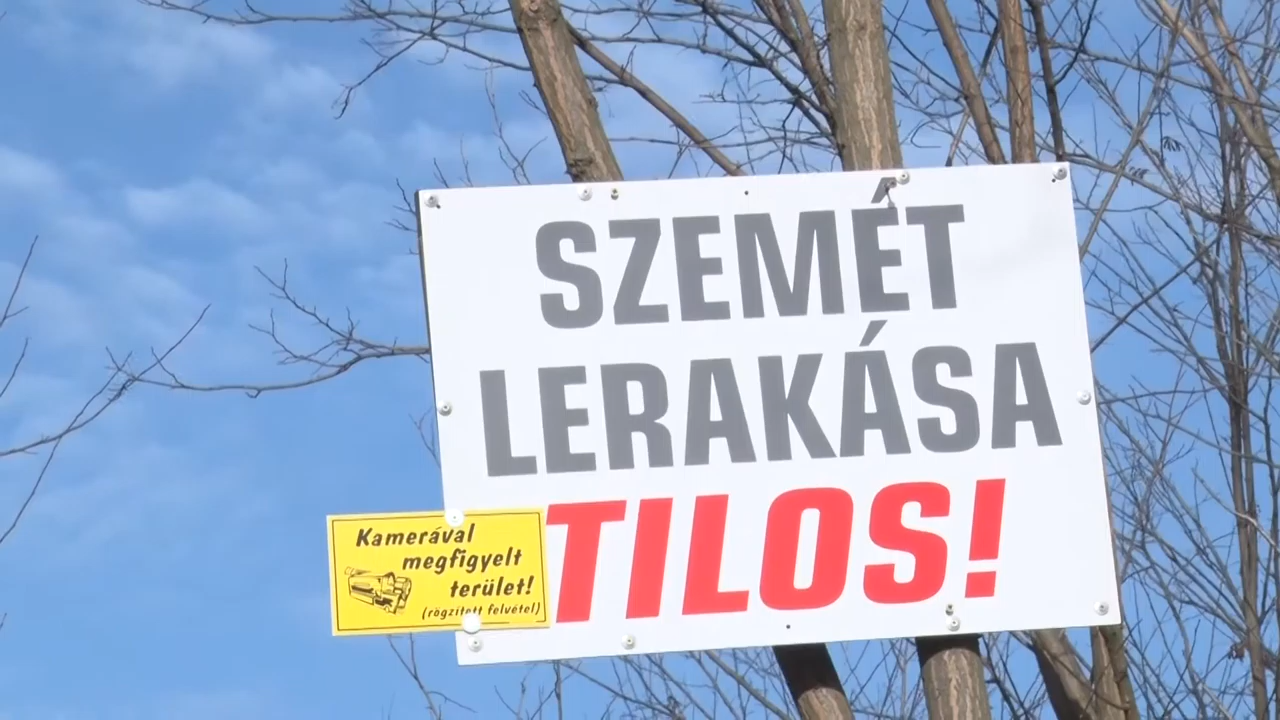 SZEMÉT
LERAKÁSA
TILOS!
Kamerával
megfigyelt
terület!
(rögzített felvétel)